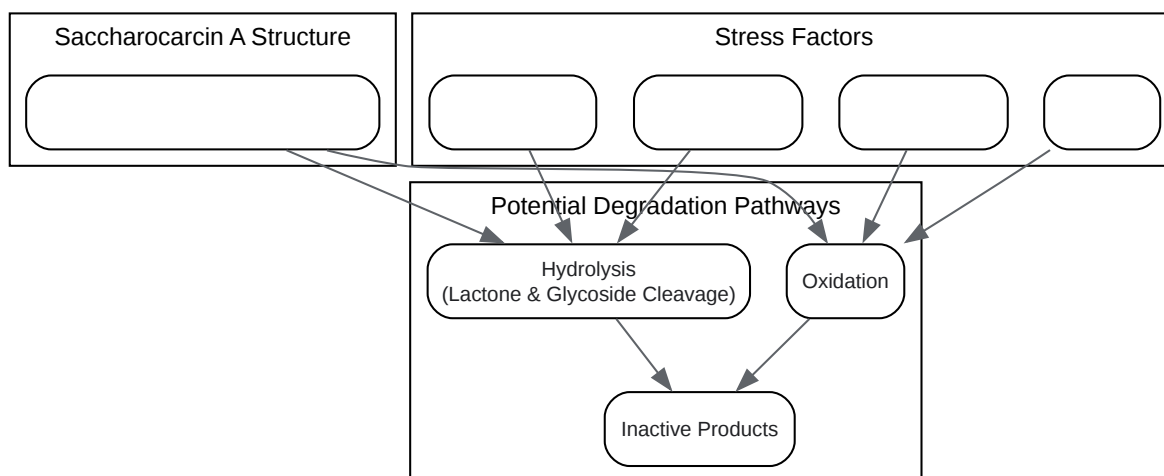 Saccharocarcin A Structure
Stress Factors
Potential Degradation Pathways
Hydrolysis
(Lactone & Glycoside Cleavage)
Oxidation
Inactive Products